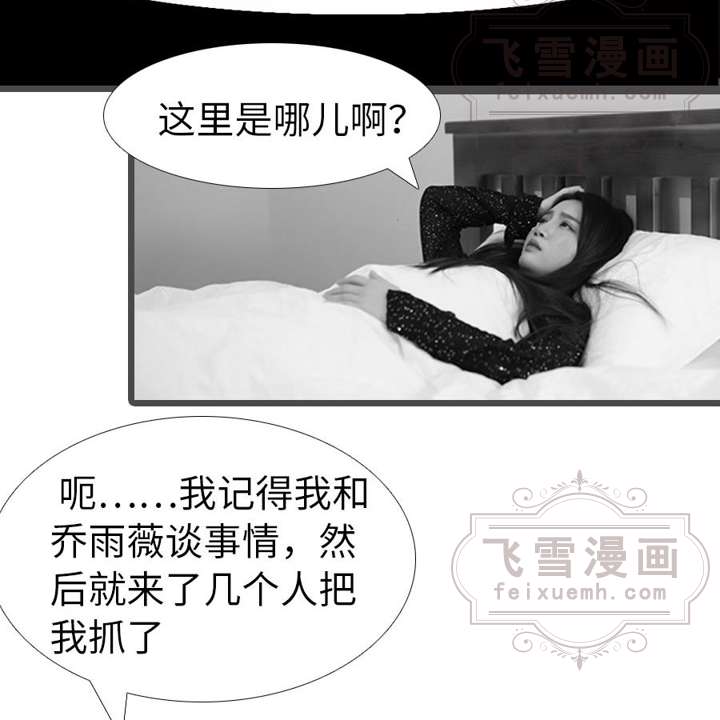 飞雪漫画
feixuemh.com
这里是哪儿啊？
呃……我记得我和
乔雨薇谈事情，然
后就来了几个人把
我抓了
飞雪漫画
feixuemh.com